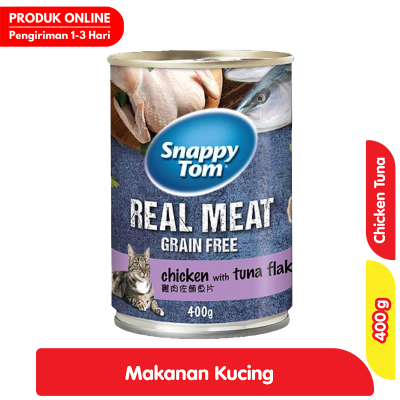 PRODUK ONLINE
Pengiriman 1-3 Hari
Snappy
Tom
REAL MEAT
GRAIN FREE
chicken with tuna flak
雞肉佐鮪魚片
400g
Chicken Tuna
400g
Makanan Kucing